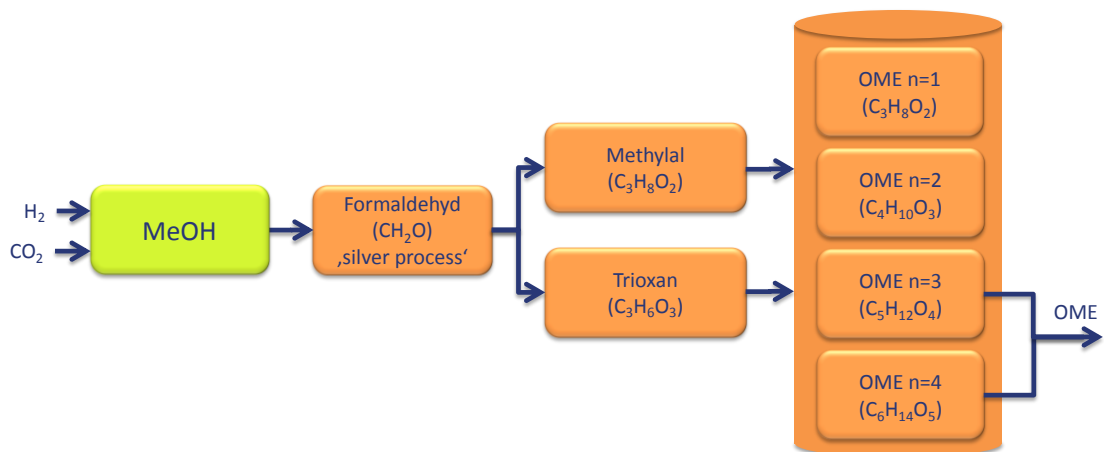 H₂
CO₂
MeOH
Formaldehyd
(CH₂O)
‚silver process‘
Methylal
(C₃H₈O₂)
Trioxan
(C₃H₆O₃)
OME n=1
(C₃H₈O₂)
OME n=2
(C₄H₁₀O₃)
OME n=3
(C₅H₁₂O₄)
OME n=4
(C₆H₁₄O₅)
OME